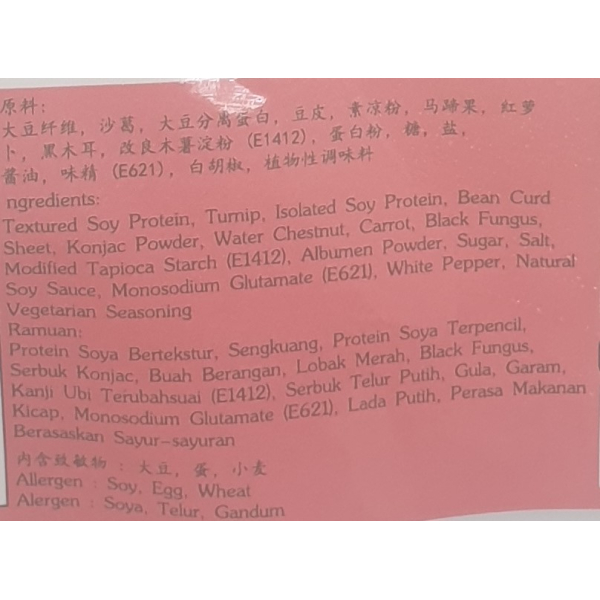 原料:
大豆纤维, 沙葛, 大豆分离蛋白, 豆皮, 素凉粉, 马蹄果, 红萝
卜, 黑木耳, 改良木薯淀粉 (E1412), 蛋白粉, 糖, 盐,
酱油, 味精 (E621), 白胡椒, 植物性调味料
ngredients:
Textured Soy Protein, Turnip, Isolated Soy Protein, Bean Curd
Sheet, Konjac Powder, Water Chestnut, Carrot, Black Fungus,
Modified Tapioca Starch (E1412), Albumen Powder, Sugar, Salt,
Soy Sauce, Monosodium Glutamate (E621), White Pepper, Natural
Vegetarian Seasoning
Ramuan:
Protein Soya Bertekstur, Sengkuang, Protein Soya Terpencil,
Serbuk Konjac, Buah Berangan, Lobak Merah, Black Fungus,
Kanji Ubi Terubahsuai (E1412), Serbuk Telur Putih, Gula, Garam,
Kicap, Monosodium Glutamate (E621), Lada Putih, Perasa Makanan
Berasaskan Sayur-sayuran
内含致敏物 : 大豆, 蛋, 小麦
Allergen : Soy, Egg, Wheat
Alergen : Soya, Telur, Gandum